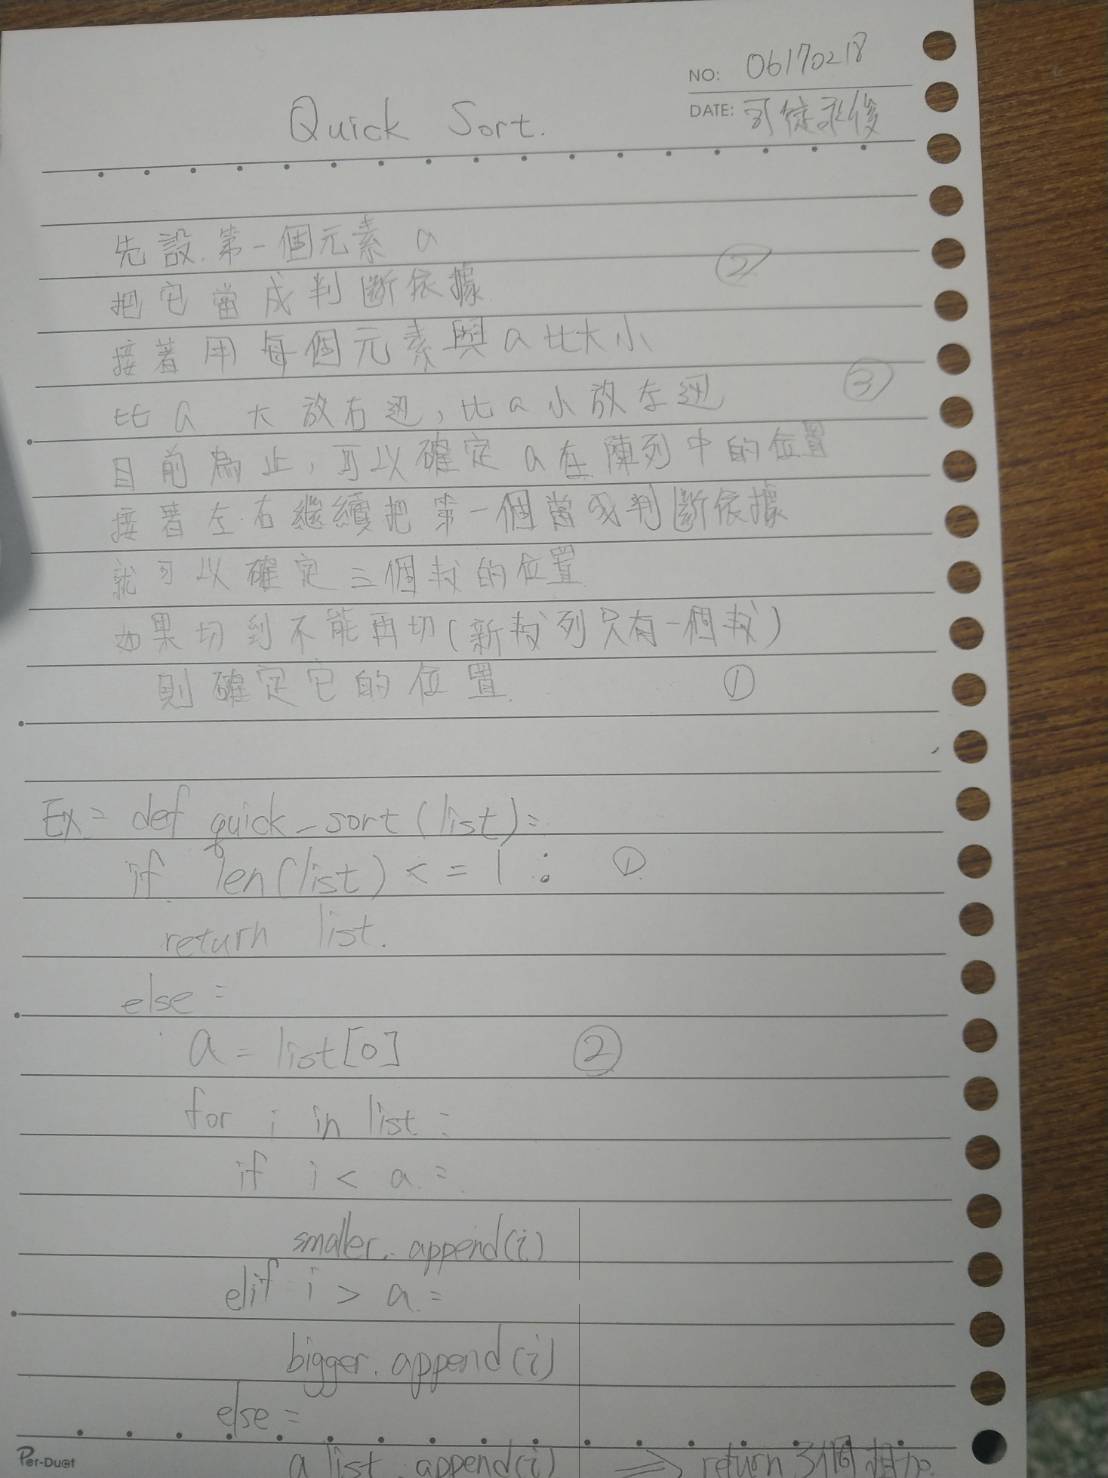 NO: 06170218
Quick Sort.
DATE: 司徒永俊
先設.第一個元素 a
把它當成判斷依據 ②
接著用每個元素與a比大小
比 a 大放右邊,比a小放左邊 ③
目前為止,可以確定 a在陣列中的位置
接著左右繼續把第一個當成判斷依據
就可以確定三個數的位置
如果切到不能再切(新數列只有一個數)
則確定它的位置. ①
Ex= def quick_sort(list):
if len(list) <= 1 : ①
return list.
else :
a = list[0] ②
for i in list :
if i < a :
smaller.append(i)
elif i > a :
bigger.append(i)
else :
a list.append(i) ⇒ return 3個相加
Per-Duet